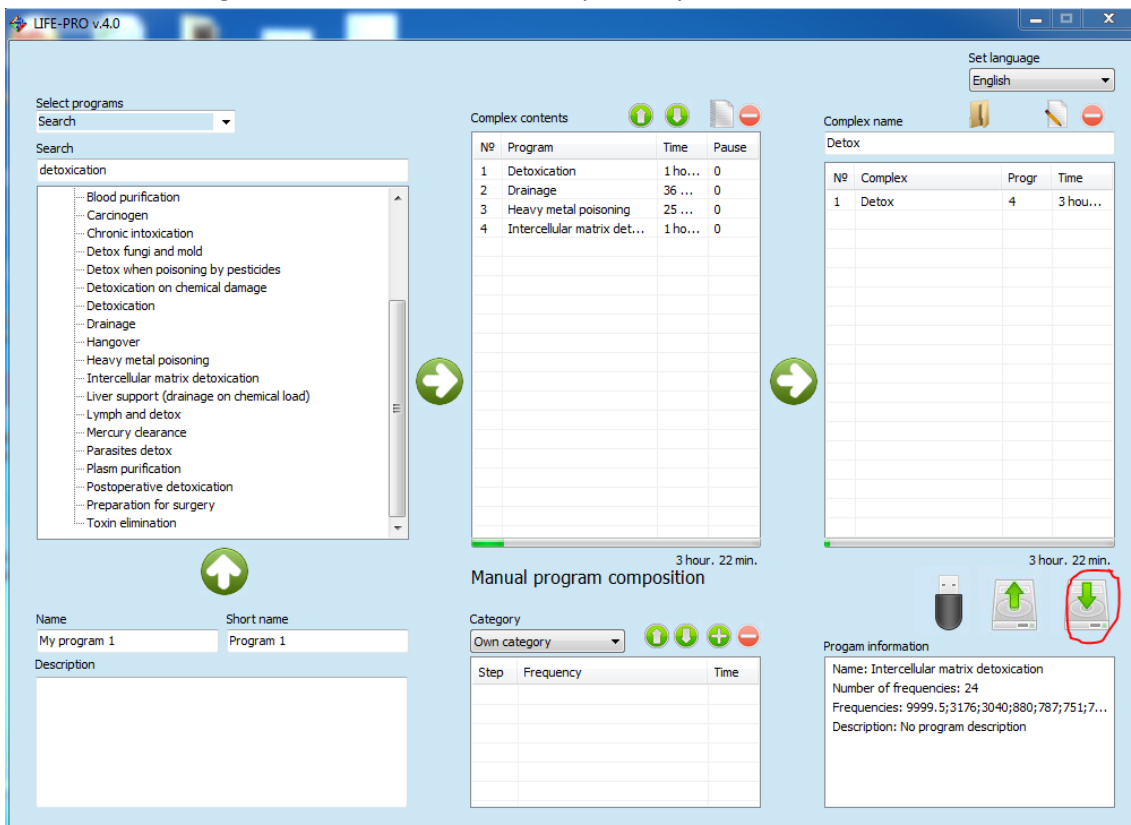 LIFE-PRO v.4.0
Set language
English
Select programs
Search
Search
detoxication
Blood purification
Carcinogen
Chronic intoxication
Detox fungi and mold
Detox when poisoning by pesticides
Detoxication on chemical damage
Detoxication
Drainage
Hangover
Heavy metal poisoning
Intercellular matrix detoxication
Liver support (drainage on chemical load)
Lymph and detox
Mercury clearance
Parasites detox
Plasm purification
Postoperative detoxication
Preparation for surgery
Toxin elimination
Complex contents
Nº Program Time Pause
1 Detoxication 1 ho... 0
2 Drainage 36 ... 0
3 Heavy metal poisoning 25 ... 0
4 Intercellular matrix det... 1 ho... 0
3 hour. 22 min.
Complex name
Detox
Nº Complex Progr Time
1 Detox 4 3 hou...
3 hour. 22 min.
Name Short name
My program 1 Program 1
Description
Manual program composition
Category
Own category
Step Frequency Time
Progam information
Name: Intercellular matrix detoxication
Number of frequencies: 24
Frequencies: 9999.5;3176;3040;880;787;751;7...
Description: No program description